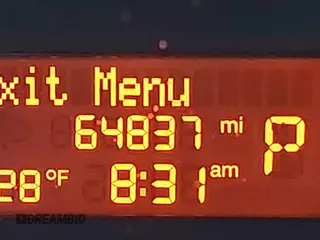 xit Menu
64837 mi P
28°F 8:31 am
DREAMBID